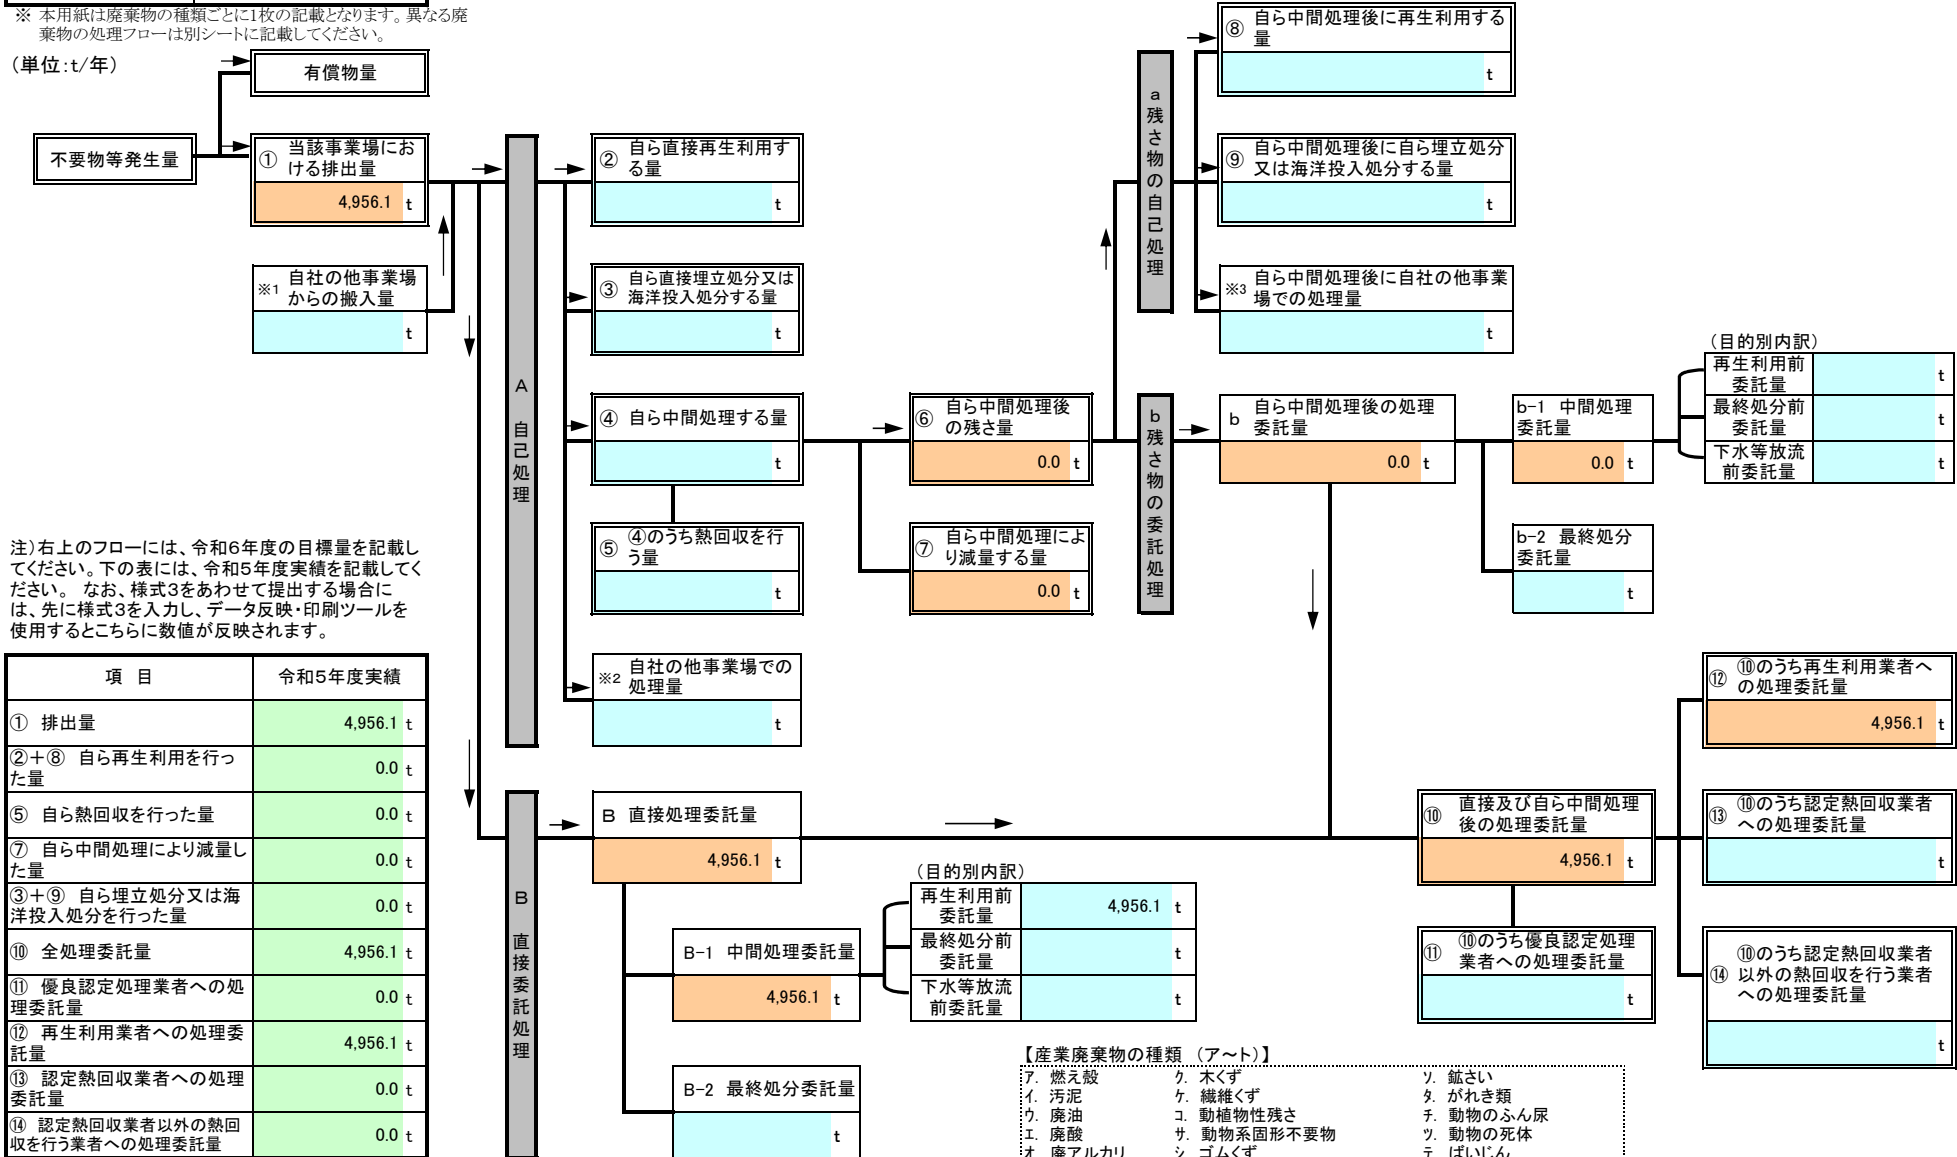 ※ 本用紙は廃棄物の種類ごとに1枚の記載となります。異なる廃
棄物の処理フローは別シートに記載してください。
（単位：t/年）
有償物量
不要物等発生量
① 当該事業場にお
ける排出量
4,956.1 t
※1 自社の他事業場
からの搬入量
t
A 自己処理
② 自ら直接再生利用す
る量
t
③ 自ら直接埋立処分又は
海洋投入処分する量
t
④ 自ら中間処理する量
t
⑤ ④のうち熱回収を行
う量
t
※2 自社の他事業場での
処理量
t
⑥ 自ら中間処理後
の残さ量
0.0 t
⑦ 自ら中間処理によ
り減量する量
0.0 t
a 残さ物の自己処理
⑧ 自ら中間処理後に再生利用する
量
t
⑨ 自ら中間処理後に自ら埋立処分
又は海洋投入処分する量
t
※3 自ら中間処理後に自社の他事業
場での処理量
t
b 残さ物の委託処理
b 自ら中間処理後の処理
委託量
0.0 t
b-1 中間処理
委託量
0.0 t
（目的別内訳）
再生利用前
委託量
t
最終処分前
委託量
t
下水等放流
前委託量
t
b-2 最終処分
委託量
t
注）右上のフローには、令和６年度の目標量を記載し
てください。下の表には、令和５年度実績を記載してく
ださい。 なお、様式３をあわせて提出する場合に
は、先に様式３を入力し、データ反映・印刷ツールを
使用するとこちらに数値が反映されます。
項 目 令和５年度実績
① 排出量 4,956.1 t
②＋⑧ 自ら再生利用を行っ
た量 0.0 t
⑤ 自ら熱回収を行った量 0.0 t
⑦ 自ら中間処理により減量し
た量 0.0 t
③＋⑨ 自ら埋立処分又は海
洋投入処分を行った量 0.0 t
⑩ 全処理委託量 4,956.1 t
⑪ 優良認定処理業者への処
理委託量 0.0 t
⑫ 再生利用業者への処理委
託量 4,956.1 t
⑬ 認定熱回収業者への処理
委託量 0.0 t
⑭ 認定熱回収業者以外の熱回
収を行う業者への処理委託量 0.0 t
B 直接委託処理
B 直接処理委託量
4,956.1 t
B-1 中間処理委託量
4,956.1 t
（目的別内訳）
再生利用前
委託量
4,956.1 t
最終処分前
委託量
t
下水等放流
前委託量
t
B-2 最終処分委託量
t
⑩ 直接及び自ら中間処理
後の処理委託量
4,956.1 t
⑪ ⑩のうち優良認定処理
業者への処理委託量
t
⑫ ⑩のうち再生利用業者へ
の処理委託量
4,956.1 t
⑬ ⑩のうち認定熱回収業者
への処理委託量
t
⑭ ⑩のうち認定熱回収業者
以外の熱回収を行う業者
への処理委託量
t
【産業廃棄物の種類 （ア～ト）】
ア. 燃え殻 ク. 木くず ソ. 鉱さい
イ. 汚泥 ケ. 繊維くず タ. がれき類
ウ. 廃油 コ. 動植物性残さ チ. 動物のふん尿
エ. 廃酸 サ. 動物系固形不要物 ツ. 動物の死体
オ. 廃アルカリ シ. ゴムくず テ. ばいじん